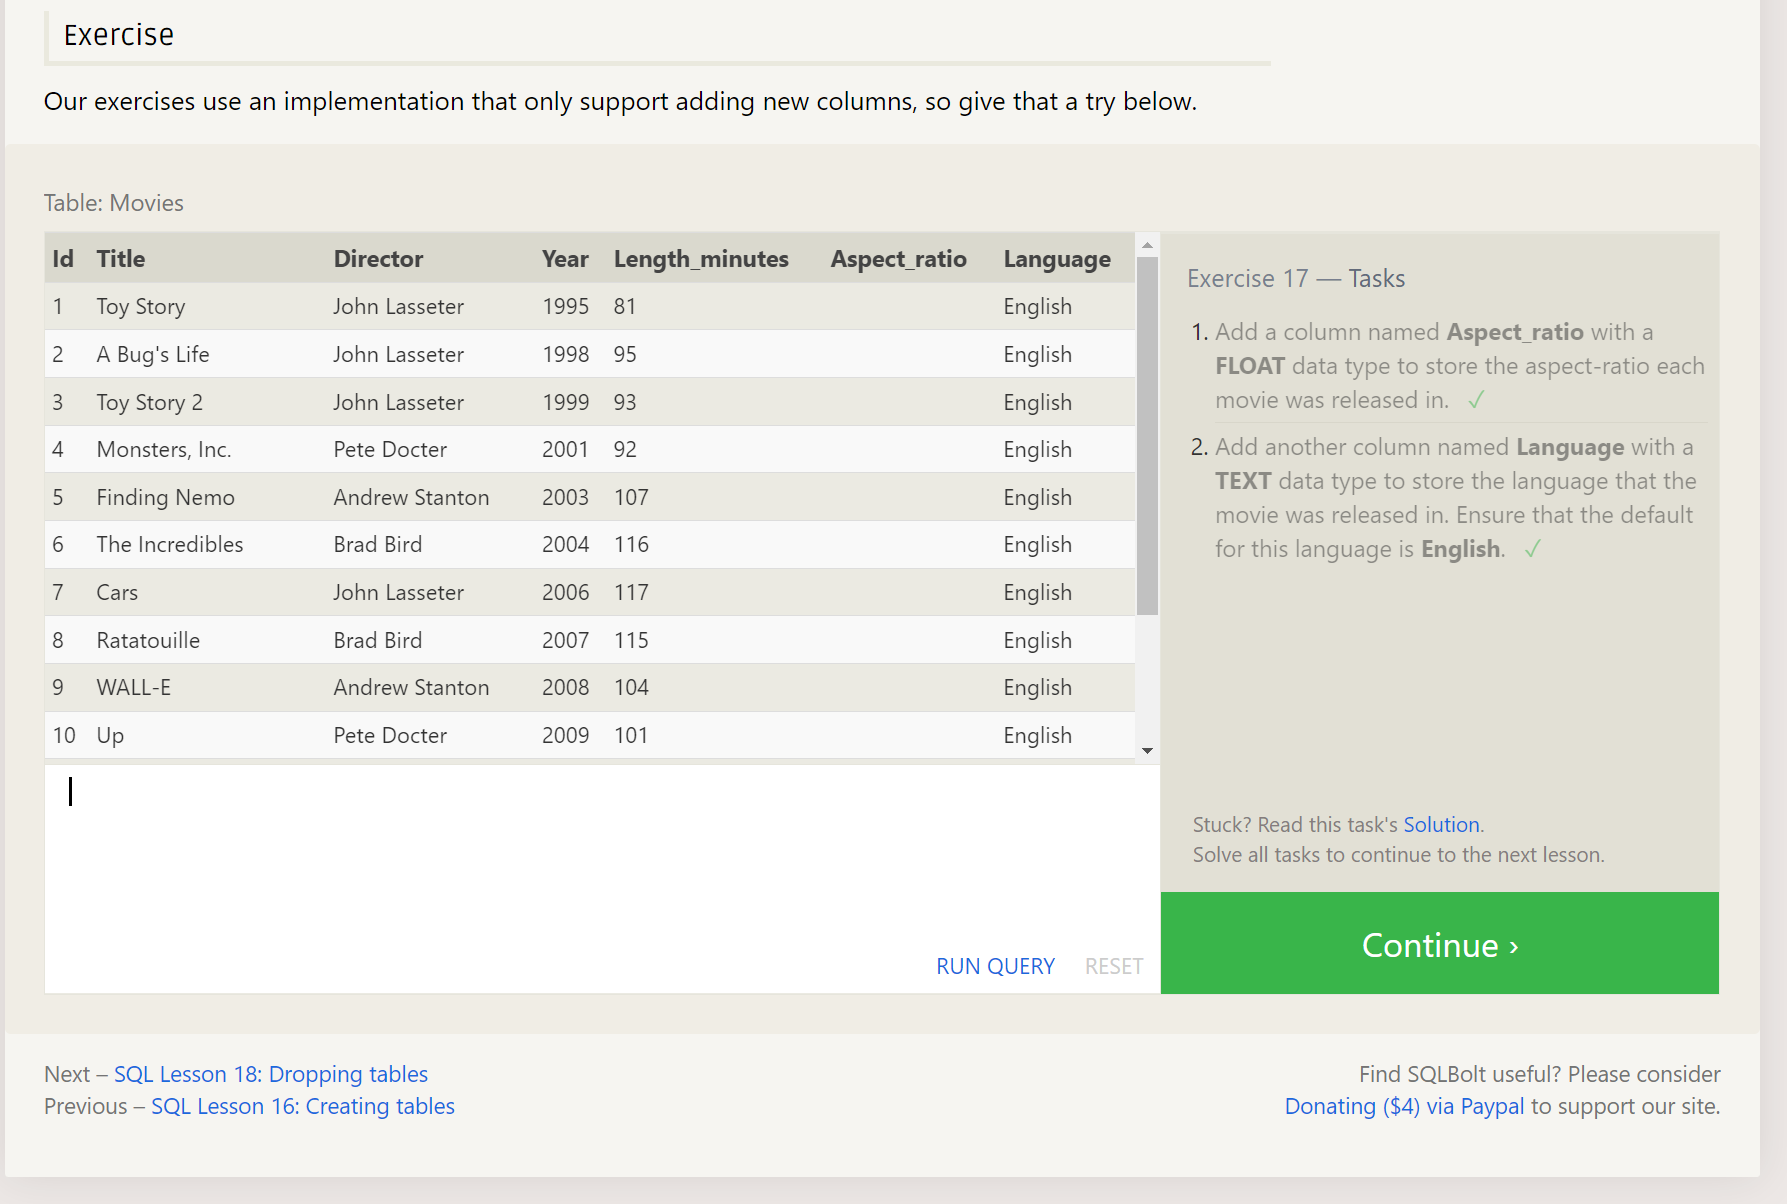 Exercise
Our exercises use an implementation that only support adding new columns, so give that a try below.
Table: Movies
Id Title Director Year Length_minutes Aspect_ratio Language
1 Toy Story John Lasseter 1995 81 English
2 A Bug's Life John Lasseter 1998 95 English
3 Toy Story 2 John Lasseter 1999 93 English
4 Monsters, Inc. Pete Docter 2001 92 English
5 Finding Nemo Andrew Stanton 2003 107 English
6 The Incredibles Brad Bird 2004 116 English
7 Cars John Lasseter 2006 117 English
8 Ratatouille Brad Bird 2007 115 English
9 WALL-E Andrew Stanton 2008 104 English
10 Up Pete Docter 2009 101 English
RUN QUERY RESET
Exercise 17 — Tasks
1. Add a column named Aspect_ratio with a
FLOAT data type to store the aspect-ratio each
movie was released in. ✓
2. Add another column named Language with a
TEXT data type to store the language that the
movie was released in. Ensure that the default
for this language is English. ✓
Stuck? Read this task's Solution.
Solve all tasks to continue to the next lesson.
Continue ›
Next – SQL Lesson 18: Dropping tables
Previous – SQL Lesson 16: Creating tables
Find SQLBolt useful? Please consider
Donating ($4) via Paypal to support our site.